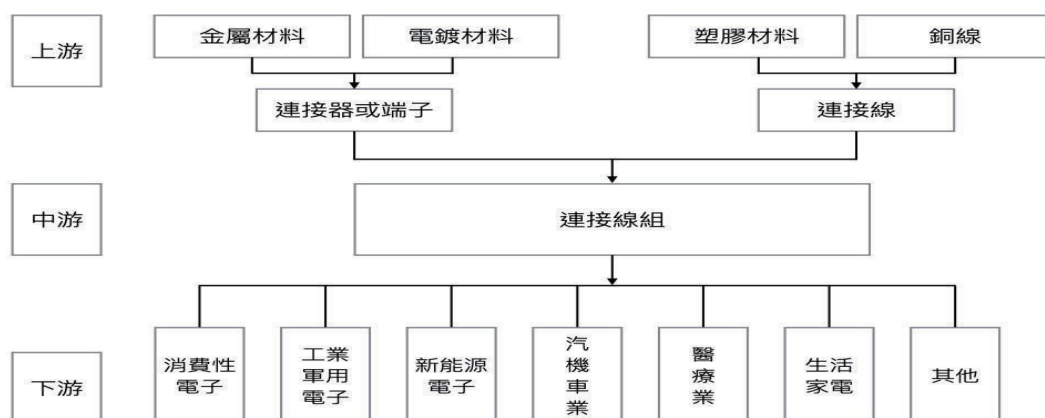 上游
金屬材料
電鍍材料
塑膠材料
銅線
連接器或端子
連接線
中游
連接線組
下游
消費性
電子
工業
軍用
電子
新能源
電子
汽
機
車
業
醫
療
業
生活
家電
其他